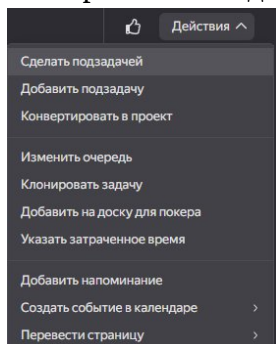 Действия
Сделать подзадачей
Добавить подзадачу
Конвертировать в проект
Изменить очередь
Клонировать задачу
Добавить на доску для покера
Указать затраченное время
Добавить напоминание
Создать событие в календаре
Перевести страницу